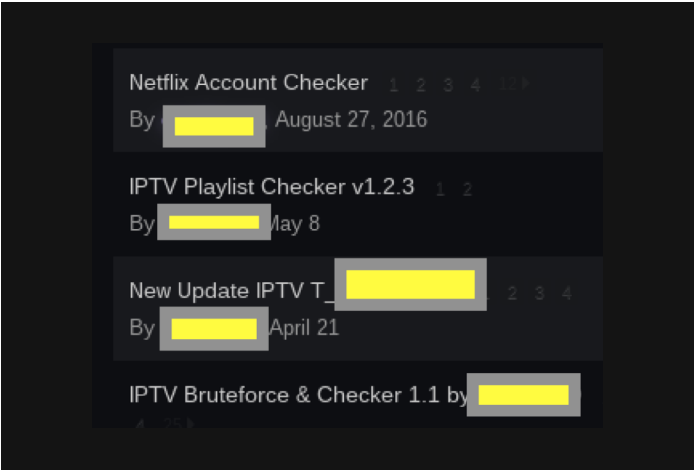 Netflix Account Checker 1 2 3 4 12
By , August 27, 2016
IPTV Playlist Checker v1.2.3 1 2
By May 8
New Update IPTV T_ 2 3 4
By April 21
IPTV Bruteforce & Checker 1.1 by
4 25